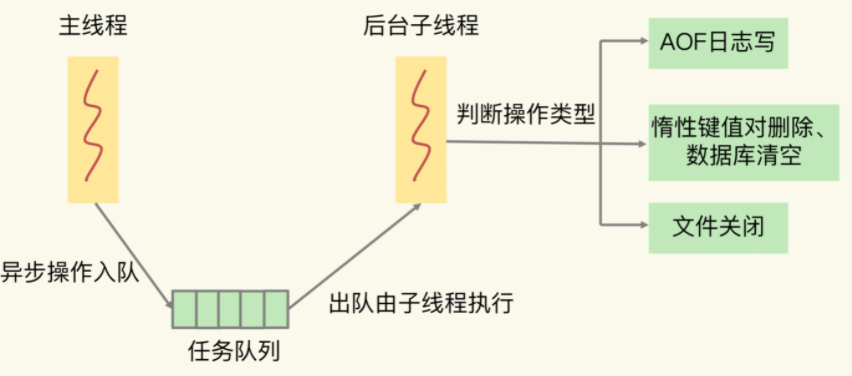 主线程
后台子线程
AOF日志写
判断操作类型
惰性键值对删除、
数据库清空
文件关闭
异步操作入队
出队由子线程执行
任务队列